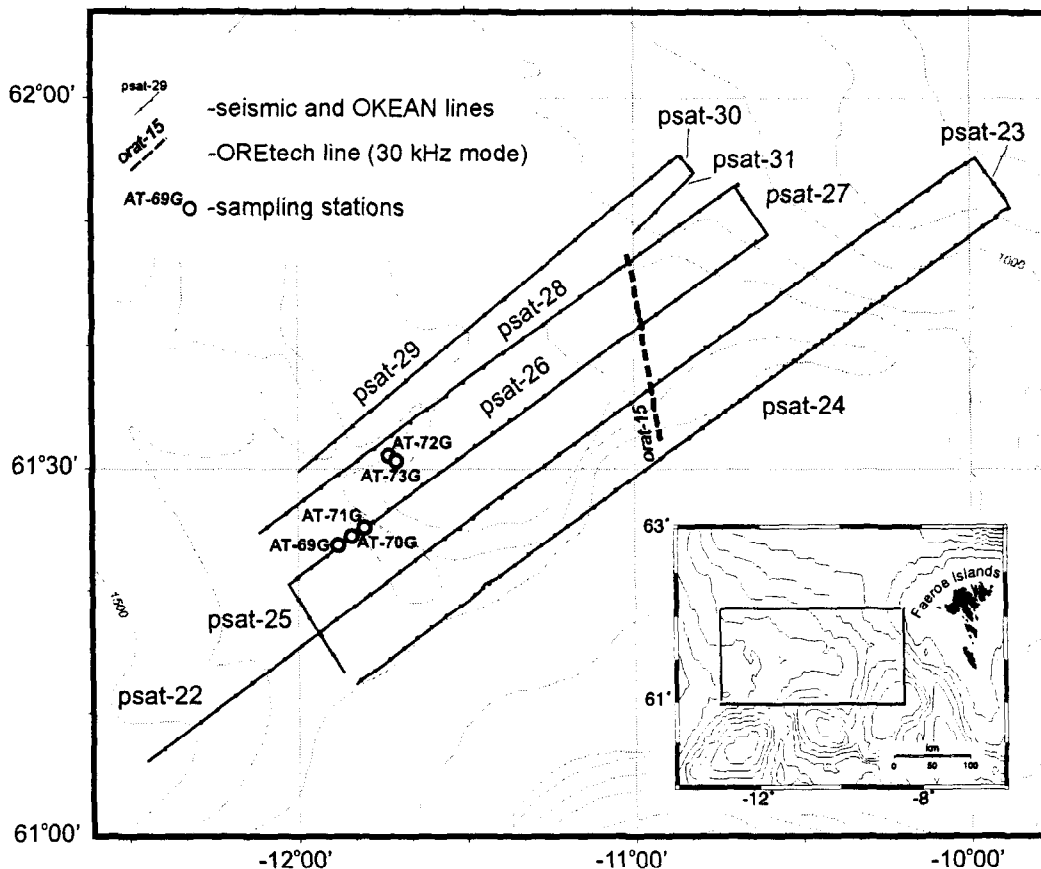 62°00'
61°30'
61°00'
psat-29
-seismic and OKEAN lines
orat-15
-OREtech line (30 kHz mode)
AT-69G
-sampling stations
psat-30
psat-31
psat-27
psat-23
1000
psat-28
psat-29
psat-26
psat-24
orat-15
AT-72G
AT-73G
AT-71G
AT-69G
AT-70G
1500
psat-25
psat-22
63°
Faeroe Islands
61°
km
0 50 100
-12°
-8°
-12°00'
-11°00'
-10°00'